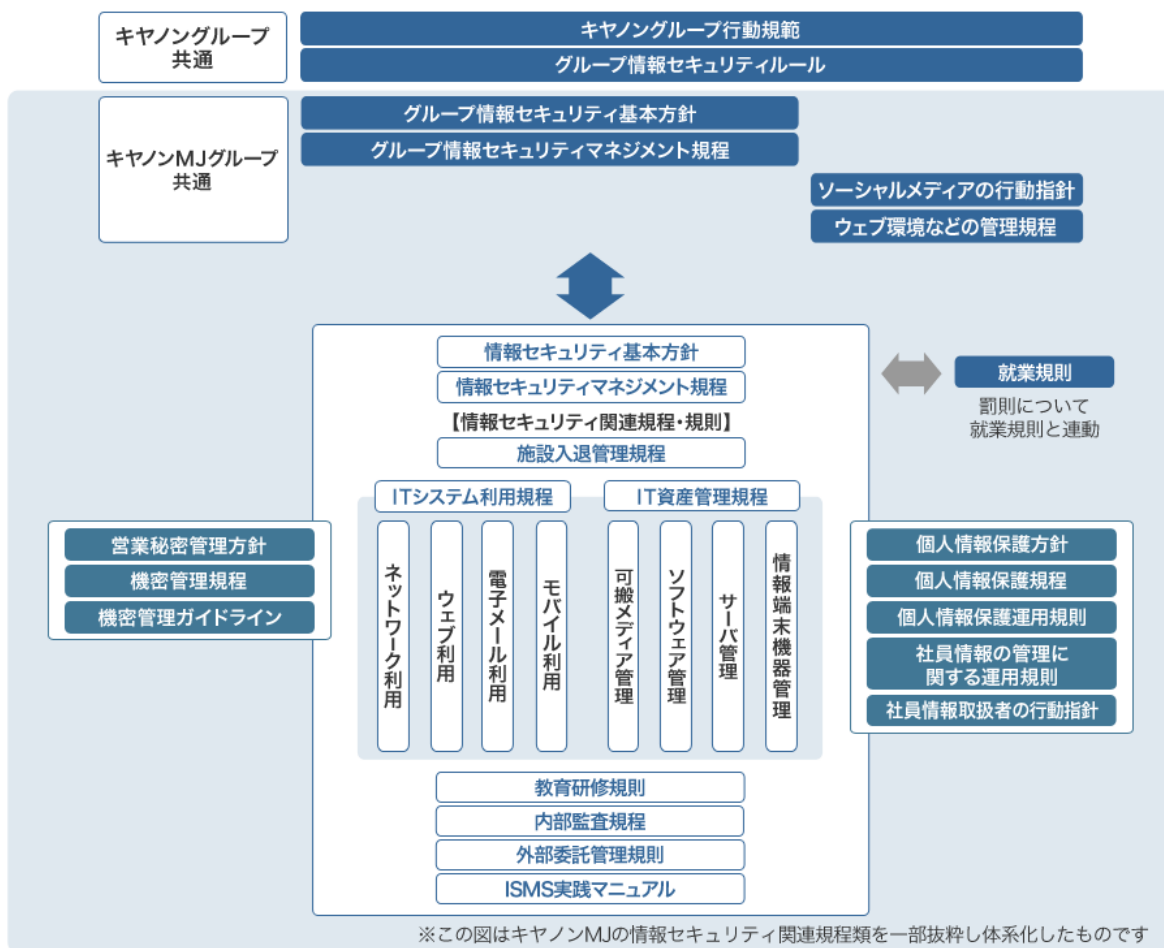 キヤノングループ
共通
キヤノングループ行動規範
グループ情報セキュリティルール
キヤノンMJグループ
共通
グループ情報セキュリティ基本方針
グループ情報セキュリティマネジメント規程
ソーシャルメディアの行動指針
ウェブ環境などの管理規程
情報セキュリティ基本方針
情報セキュリティマネジメント規程
【情報セキュリティ関連規程・規則】
施設入退管理規程
就業規則
罰則について
就業規則と連動
ITシステム利用規程
IT資産管理規程
ネットワーク利用
ウェブ利用
電子メール利用
モバイル利用
可搬メディア管理
ソフトウェア管理
サーバ管理
情報端末機器管理
営業秘密管理方針
機密管理規程
機密管理ガイドライン
個人情報保護方針
個人情報保護規程
個人情報保護運用規則
社員情報の管理に
関する運用規則
社員情報取扱者の行動指針
教育研修規則
内部監査規程
外部委託管理規則
ISMS実践マニュアル
※この図はキヤノンMJの情報セキュリティ関連規程類を一部抜粋し体系化したものです